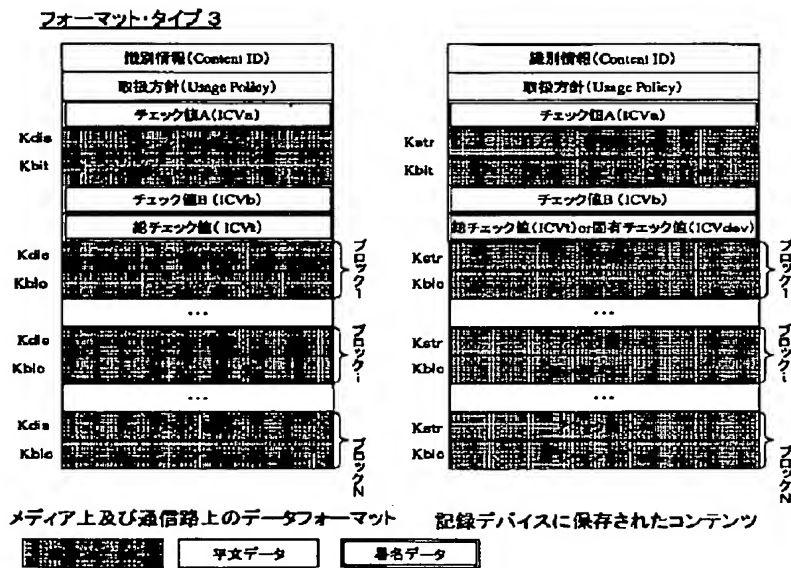 フォーマット・タイプ 3
識別情報(Content ID)
取扱方針(Usage Policy)
チェック値A(ICVa)
Kdis
Kbit
チェック値B (ICVb)
総チェック値( ICVt)
Kdis
Kblc
ブロック1
...
Kdis
Kblc
ブロックi
...
Kdis
Kblc
ブロックN
メディア上及び通信路上のデータフォーマット
識別情報(Content ID)
取扱方針(Usage Policy)
チェック値A(ICVa)
Kstr
Kbit
チェック値B (ICVb)
総チェック値(ICVt)or固有チェック値(ICVdev)
Kstr
Kblc
ブロック1
...
Kstr
Kblc
ブロックi
...
Kstr
Kblc
ブロックN
記録デバイスに保存されたコンテンツ
平文データ
署名データ